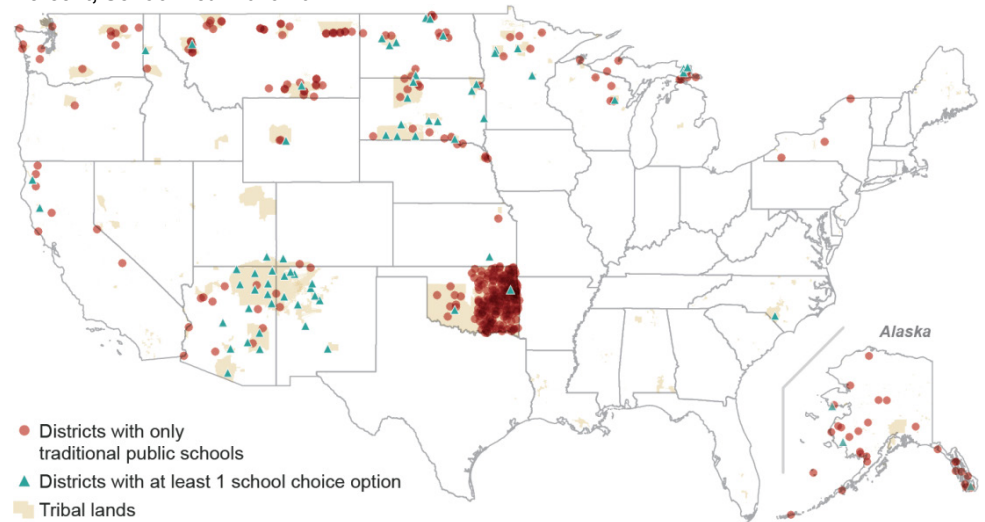 Alaska
Districts with only
traditional public schools
Districts with at least 1 school choice option
Tribal lands